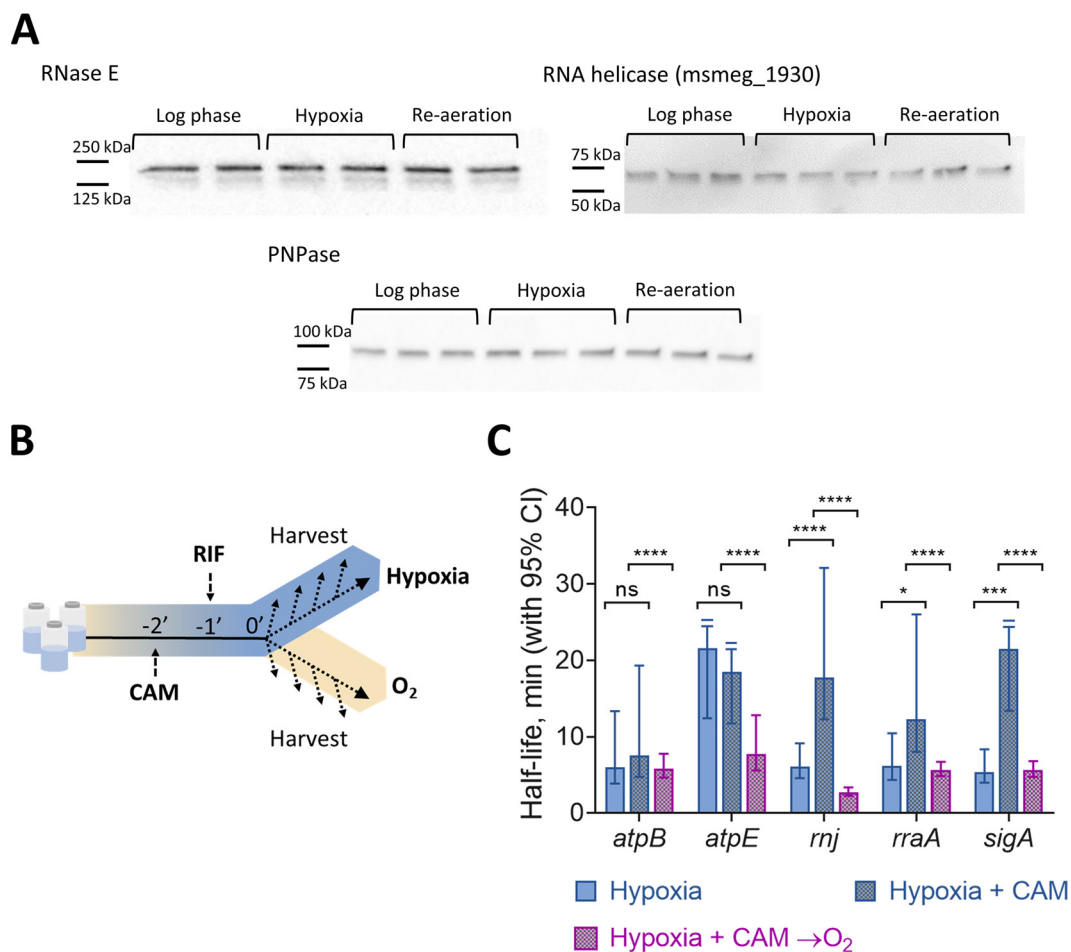 A
RNase E
RNA helicase (msmeg_1930)
Log phase Hypoxia Re-aeration
Log phase Hypoxia Re-aeration
250 kDa
125 kDa
75 kDa
50 kDa
PNPase
Log phase Hypoxia Re-aeration
100 kDa
75 kDa
B
C
Harvest
RIF
Hypoxia
-2’ -1’ 0’
CAM
O2
Harvest
Half-life, min (with 95% CI)
40
30
20
10
0
ns **** ns **** **** **** * **** *** ****
atpB atpE rnj rraA sigA
Hypoxia Hypoxia + CAM
Hypoxia + CAM →O2